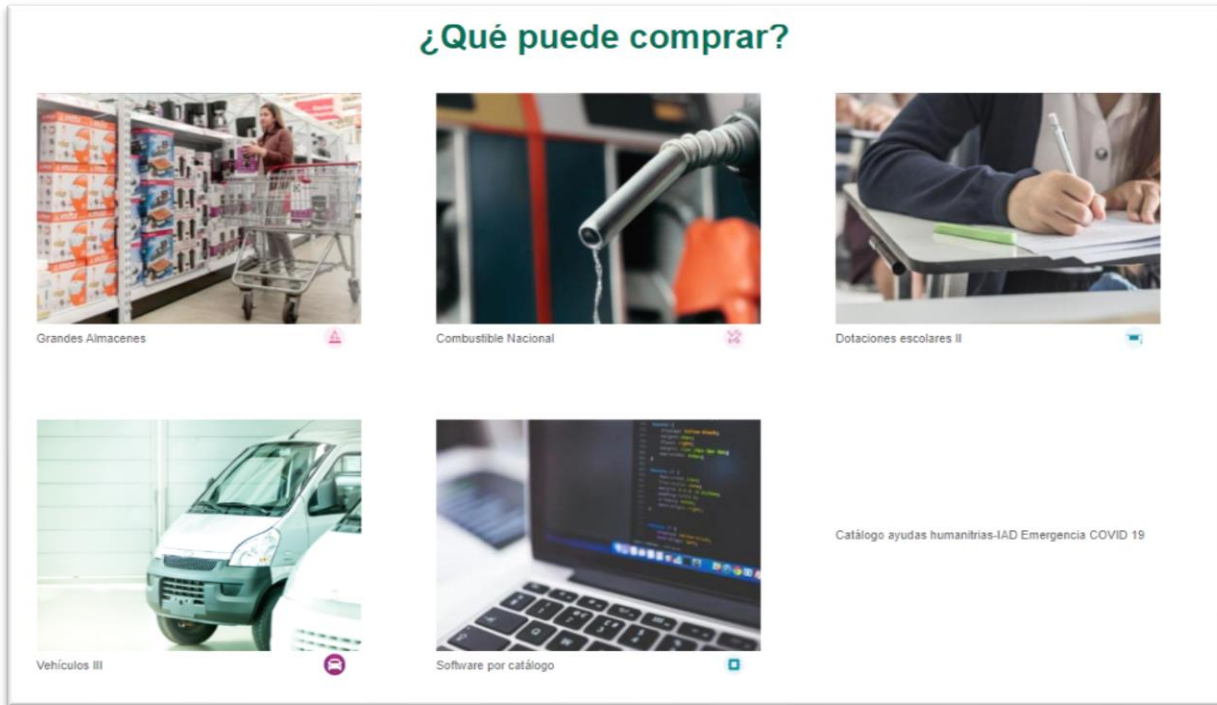 ¿Qué puede comprar?
Grandes Almacenes
Combustible Nacional
Dotaciones escolares II
Vehículos III
Software por catálogo
Catálogo ayudas humanitrias-IAD Emergencia COVID 19